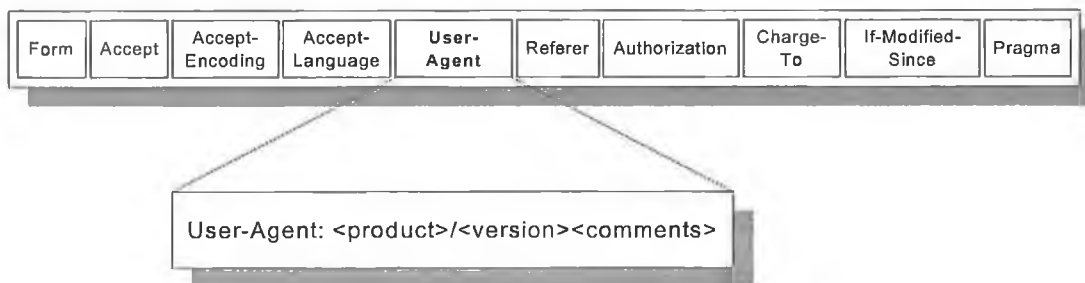 Form Accept Accept-Encoding Accept-Language User-Agent Referer Authorization Charge-To If-Modified-Since Pragma
User-Agent: <product>/<version><comments>